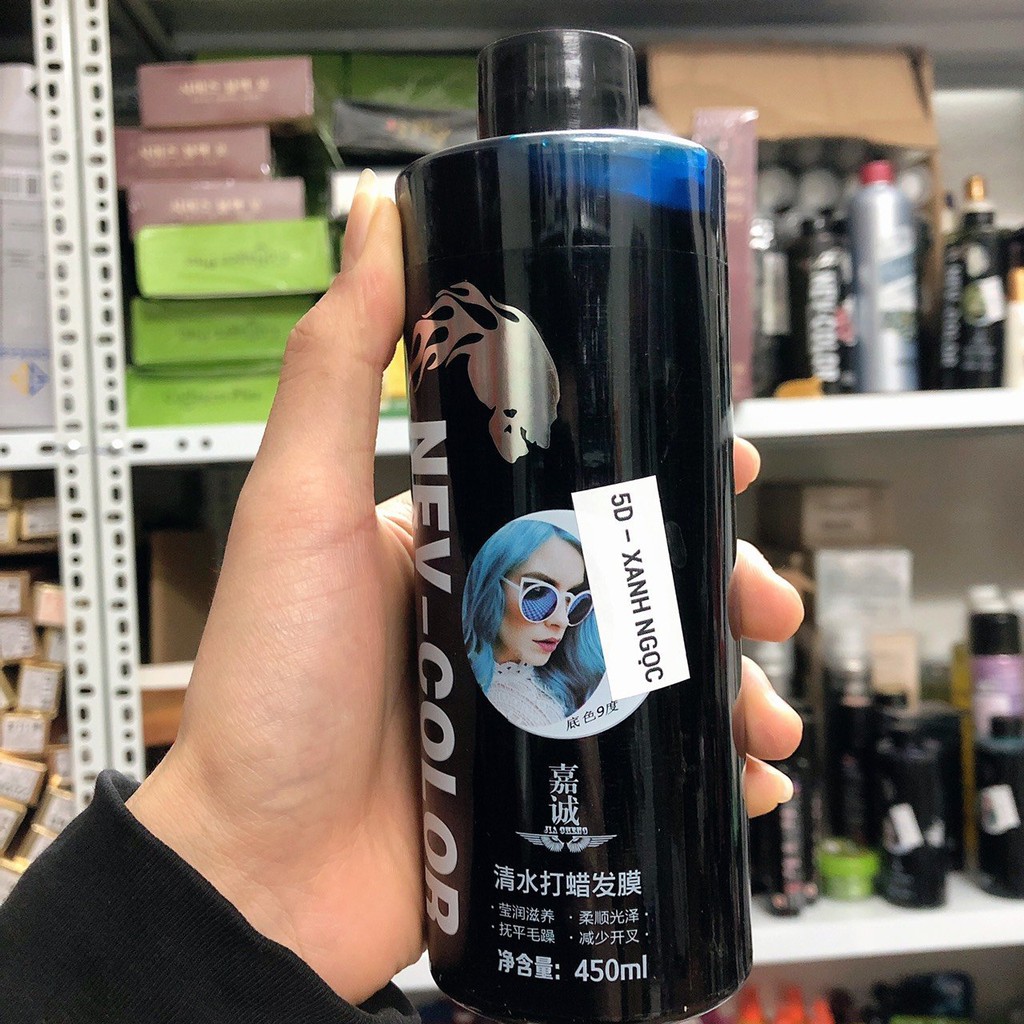 NEV-COLOR
5D - XANH NGỌC
底色9度
嘉
诚
JIA CHENG
清水打蜡发膜
·莹润滋养 ·柔顺光泽·
·抚平毛躁 ·减少开叉·
净含量: 450ml